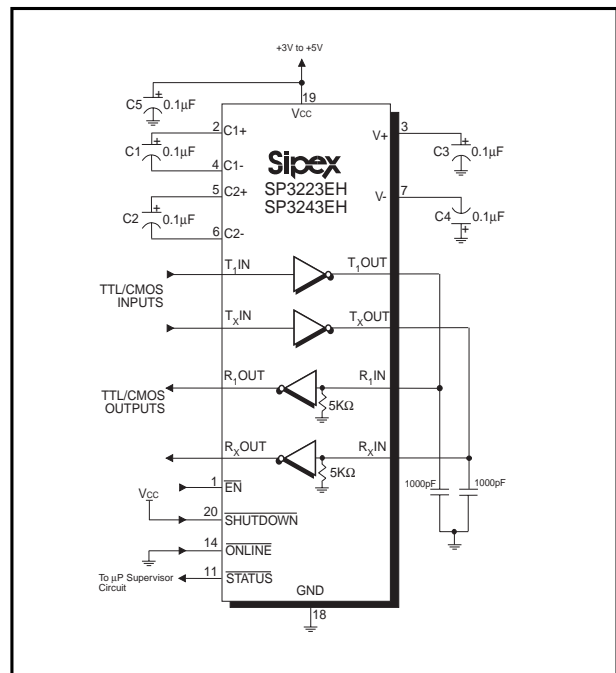 +3V to +5V
19
VCC
C5
+
0.1µF
2
C1+
C1
+
0.1µF
4
C1-
5
C2+
C2
+
0.1µF
6
C2-
V+
3
C3
+
0.1µF
V-
7
C4
0.1µF
+
Sipex
SP3223EH
SP3243EH
TTL/CMOS
INPUTS
T1IN
T1OUT
TXIN
TXOUT
TTL/CMOS
OUTPUTS
R1OUT
R1IN
5KΩ
RXOUT
RXIN
5KΩ
1000pF
1000pF
1
EN
VCC
20
SHUTDOWN
14
ONLINE
To µP Supervisor
Circuit
11
STATUS
GND
18